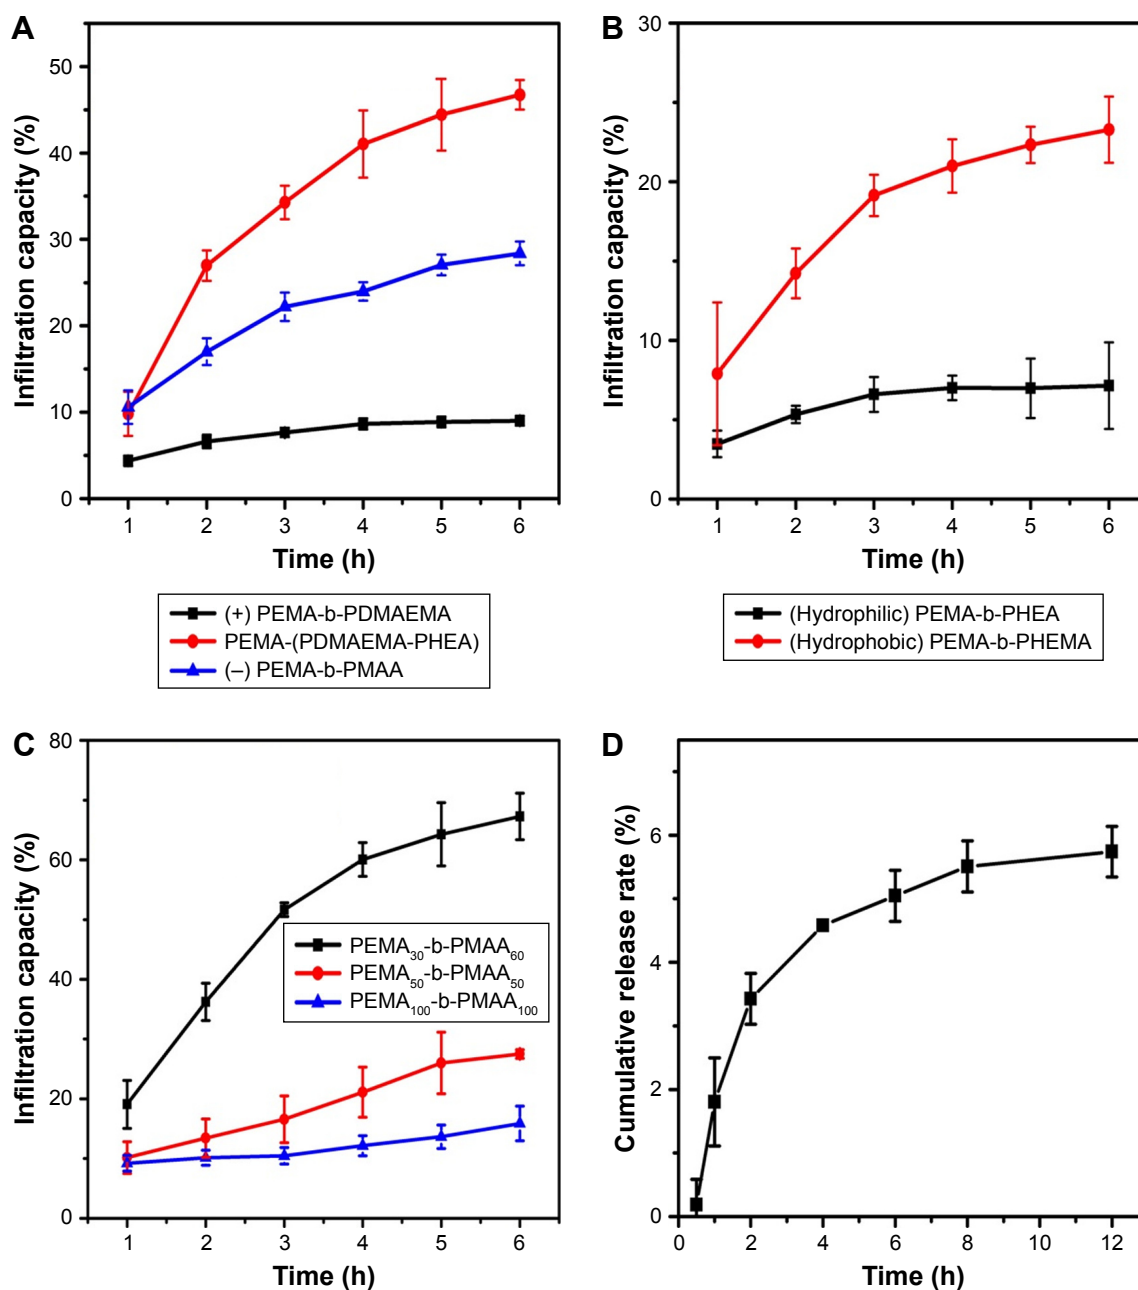 A
Infiltration capacity (%)
50
40
30
20
10
0
1 2 3 4 5 6
Time (h)
(+) PEMA-b-PDMAEMA
PEMA-(PDMAEMA-PHEA)
(–) PEMA-b-PMAA
B
Infiltration capacity (%)
30
20
10
0
1 2 3 4 5 6
Time (h)
(Hydrophilic) PEMA-b-PHEA
(Hydrophobic) PEMA-b-PHEMA
C
Infiltration capacity (%)
80
60
40
20
0
PEMA30-b-PMAA60
PEMA50-b-PMAA50
PEMA100-b-PMAA100
1 2 3 4 5 6
Time (h)
D
Cumulative release rate (%)
6
4
2
0
0 2 4 6 8 10 12
Time (h)